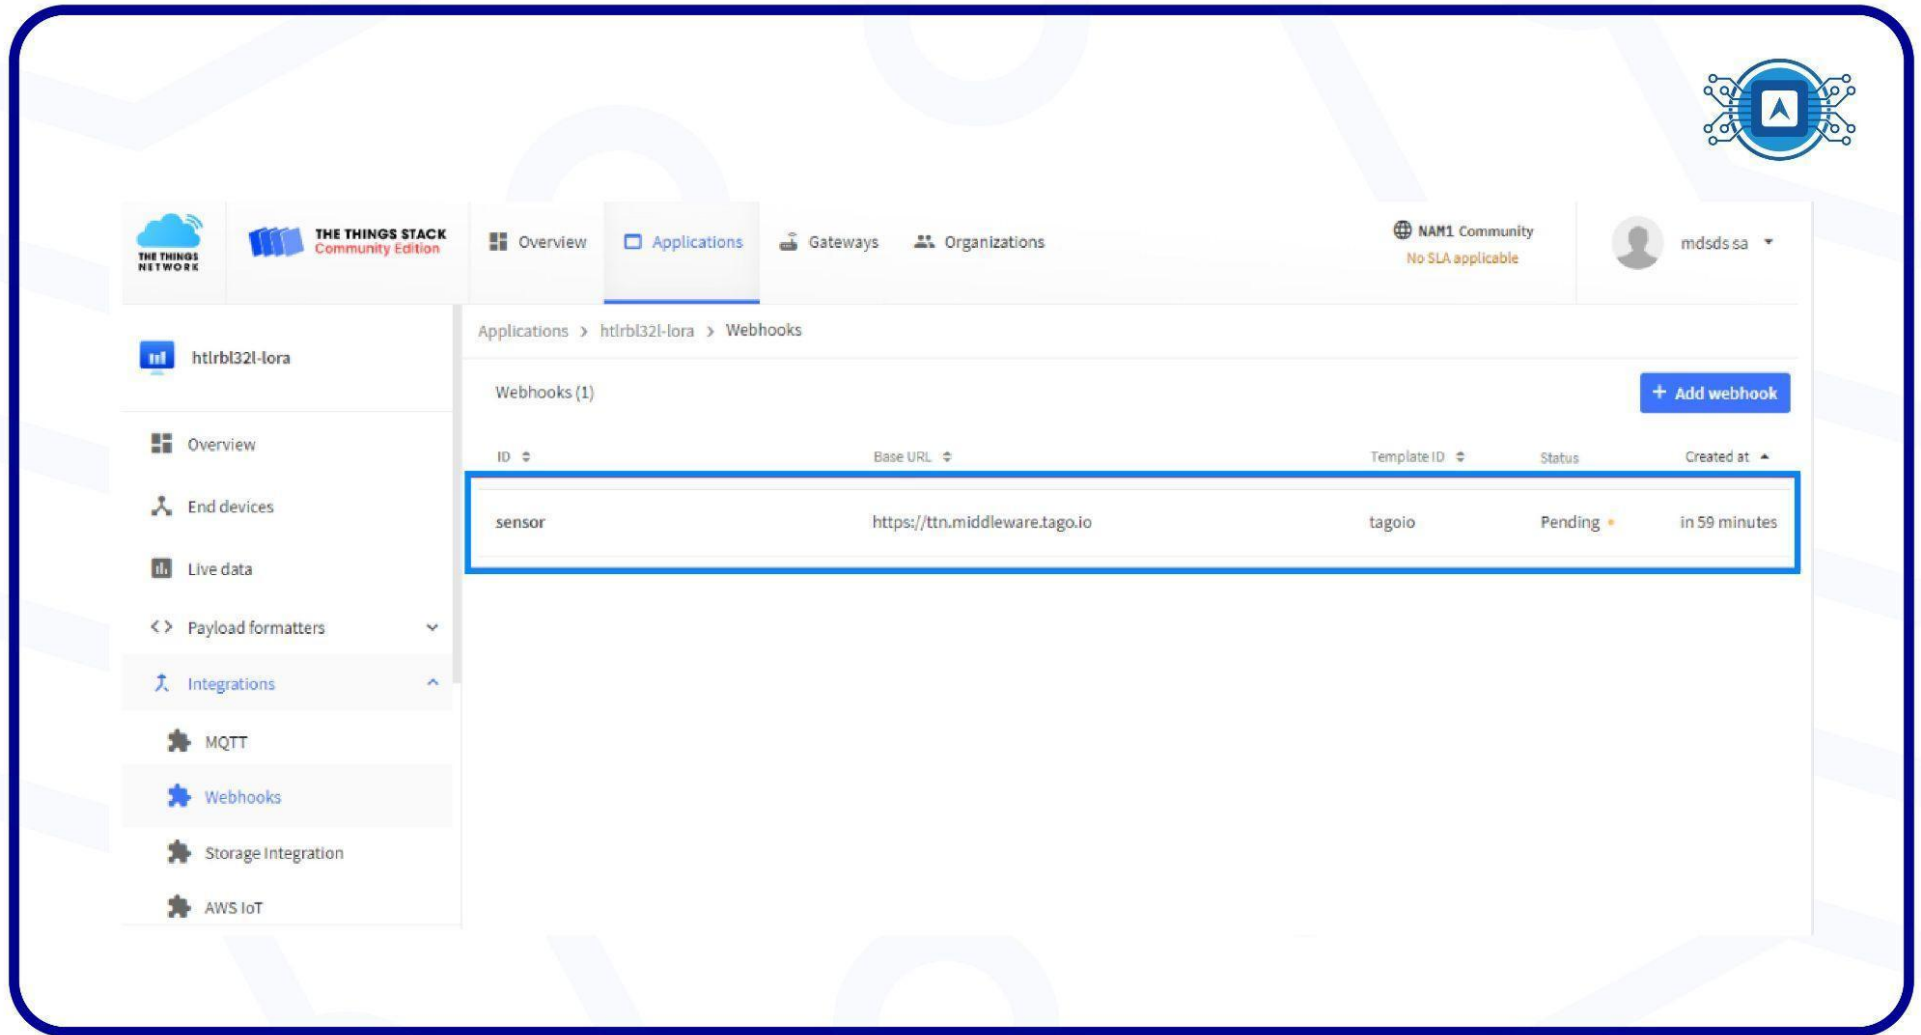 THE THINGS
NETWORK
THE THINGS STACK
Community Edition
Overview
Applications
Gateways
Organizations
NAM1 Community
No SLA applicable
mdsds sa
htlrbl32l-lora
Applications > htlrbl32l-lora > Webhooks
Webhooks (1)
+ Add webhook
ID
Base URL
Template ID
Status
Created at
sensor
https://ttn.middleware.tago.io
tagoio
Pending
in 59 minutes
Overview
End devices
Live data
Payload formatters
Integrations
MQTT
Webhooks
Storage Integration
AWS IoT